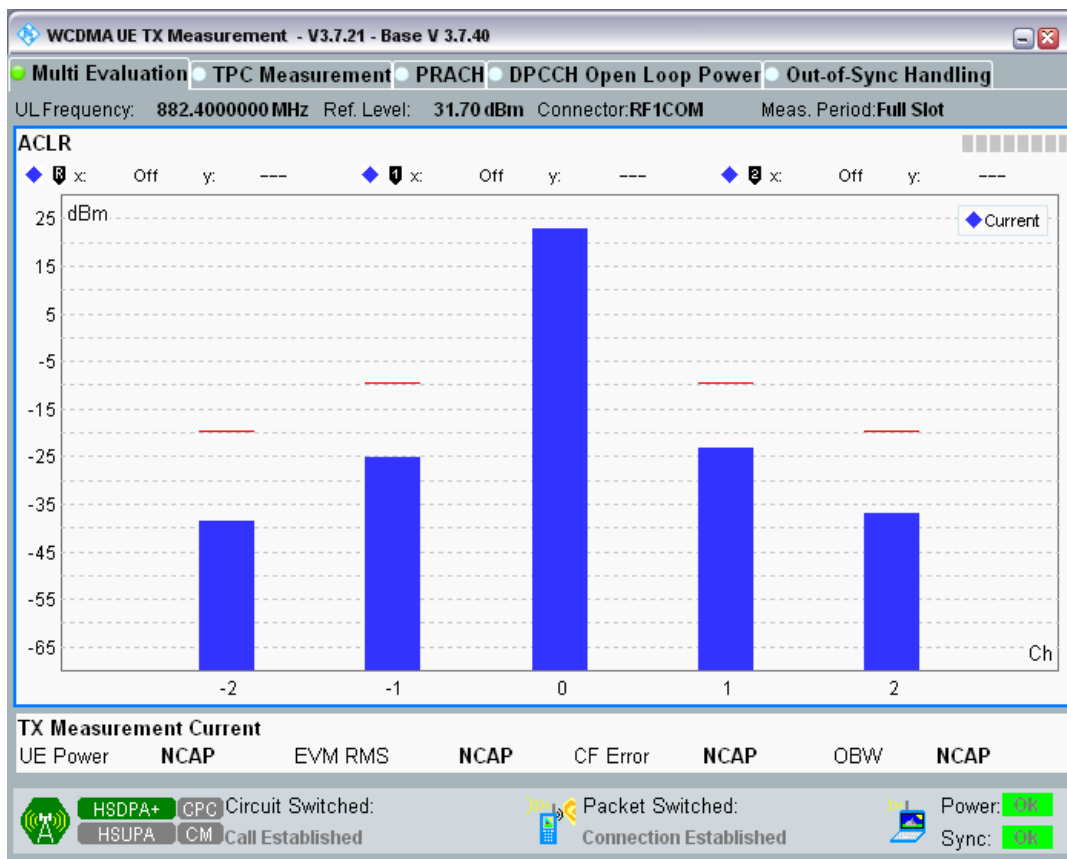 WCDMA UE TX Measurement - V3.7.21 - Base V 3.7.40
Multi Evaluation TPC Measurement PRACH DPCCH Open Loop Power Out-of-Sync Handling
UL Frequency: 882.4000000 MHz Ref. Level: 31.70 dBm Connector:RF1COM Meas. Period:Full Slot
ACLR
R x: Off y: --- 1 x: Off y: --- 2 x: Off y: ---
dBm
Current
25
15
5
-5
-15
-25
-35
-45
-55
-65
Ch
-2 -1 0 1 2
TX Measurement Current
UE Power NCAP EVM RMS NCAP CF Error NCAP OBW NCAP
HSDPA+ CPC Circuit Switched: Packet Switched: Power: Ok
HSUPA CM Call Established Connection Established Sync: Ok